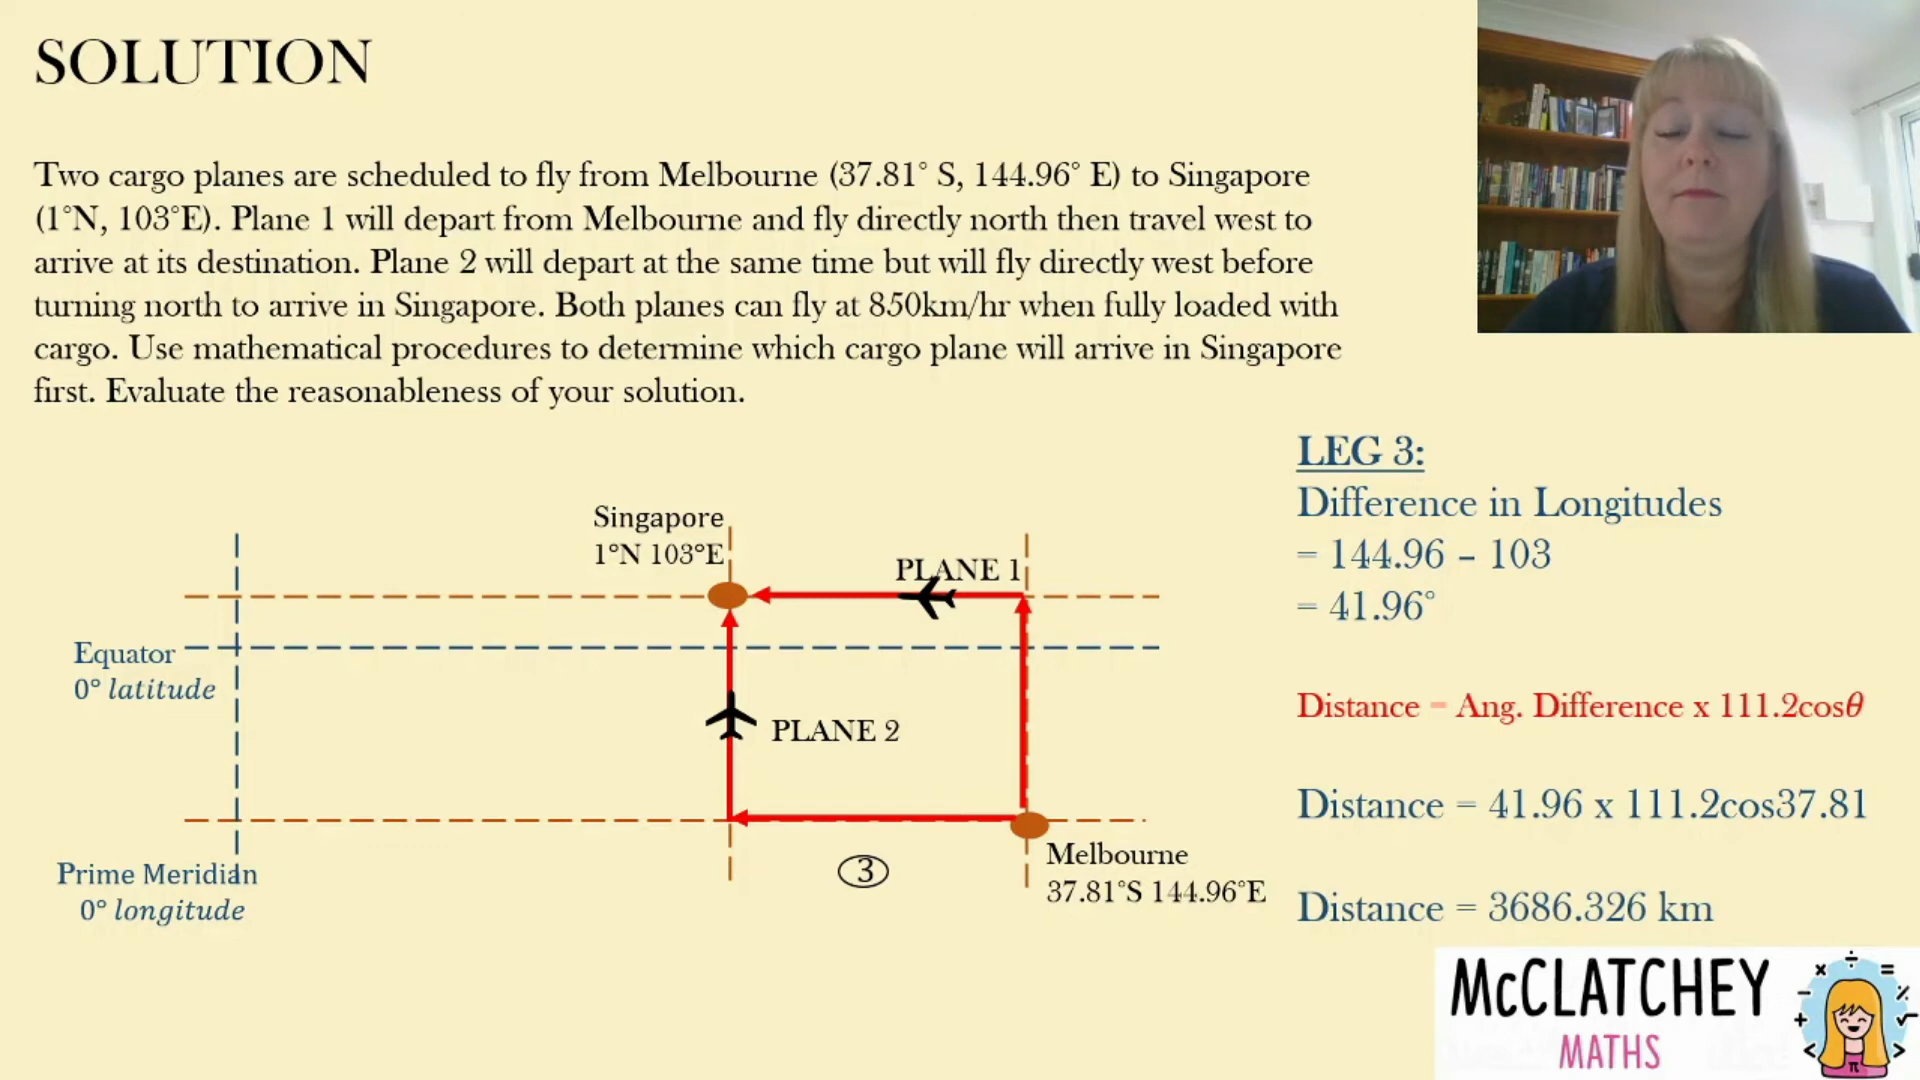 SOLUTION
Two cargo planes are scheduled to fly from Melbourne (37.81° S, 144.96° E) to Singapore
(1°N, 103°E). Plane 1 will depart from Melbourne and fly directly north then travel west to
arrive at its destination. Plane 2 will depart at the same time but will fly directly west before
turning north to arrive in Singapore. Both planes can fly at 850km/hr when fully loaded with
cargo. Use mathematical procedures to determine which cargo plane will arrive in Singapore
first. Evaluate the reasonableness of your solution.
Singapore
1°N 103°E
PLANE 1
Equator
0° latitude
PLANE 2
Prime Meridian
0° longitude
3
Melbourne
37.81°S 144.96°E
LEG 3:
Difference in Longitudes
= 144.96 – 103
= 41.96°
Distance = Ang. Difference x 111.2cosθ
Distance = 41.96 x 111.2cos37.81
Distance = 3686.326 km
McCLATCHEY
MATHS